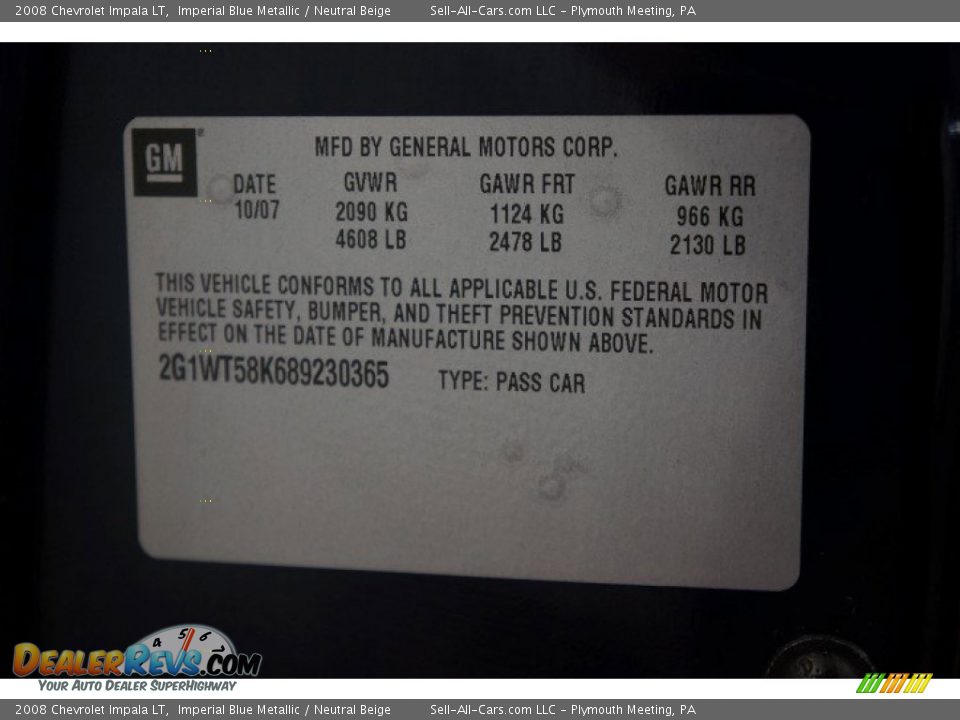 2008 Chevrolet Impala LT, Imperial Blue Metallic / Neutral Beige Sell-All-Cars.com LLC - Plymouth Meeting, PA
GM
MFD BY GENERAL MOTORS CORP.
DATE GVWR GAWR FRT GAWR RR
10/07 2090 KG 1124 KG 966 KG
4608 LB 2478 LB 2130 LB
THIS VEHICLE CONFORMS TO ALL APPLICABLE U.S. FEDERAL MOTOR
VEHICLE SAFETY, BUMPER, AND THEFT PREVENTION STANDARDS IN
EFFECT ON THE DATE OF MANUFACTURE SHOWN ABOVE.
2G1WT58K689230365 TYPE: PASS CAR
4 5 6 7
DEALERREVS.COM
YOUR AUTO DEALER SUPERHIGHWAY
2008 Chevrolet Impala LT, Imperial Blue Metallic / Neutral Beige Sell-All-Cars.com LLC - Plymouth Meeting, PA